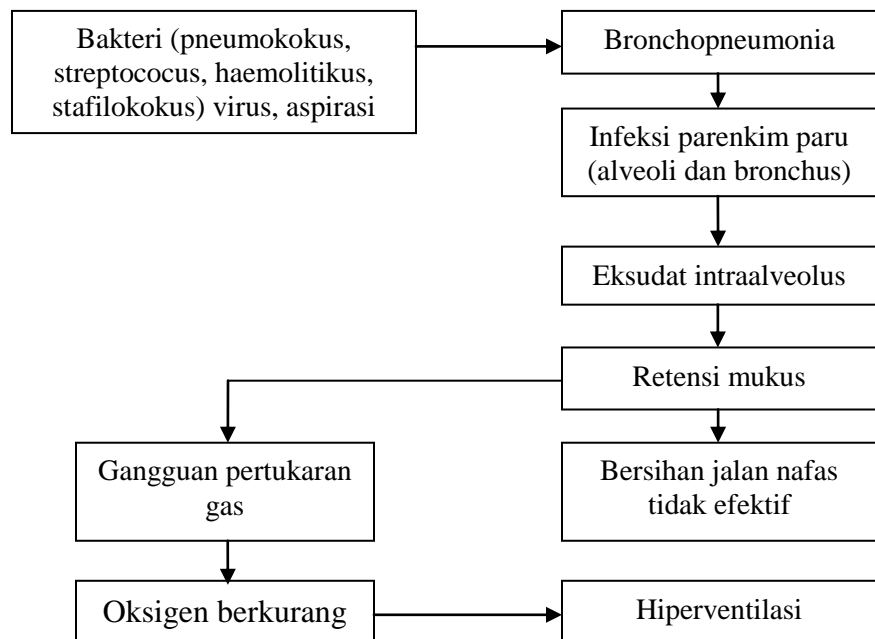 Bakteri (pneumokokus,
streptococus, haemolitikus,
stafilokokus) virus, aspirasi
Bronchopneumonia
Infeksi parenkim paru
(alveoli dan bronchus)
Eksudat intraalveolus
Retensi mukus
Gangguan pertukaran
gas
Bersihan jalan nafas
tidak efektif
Oksigen berkurang
Hiperventilasi